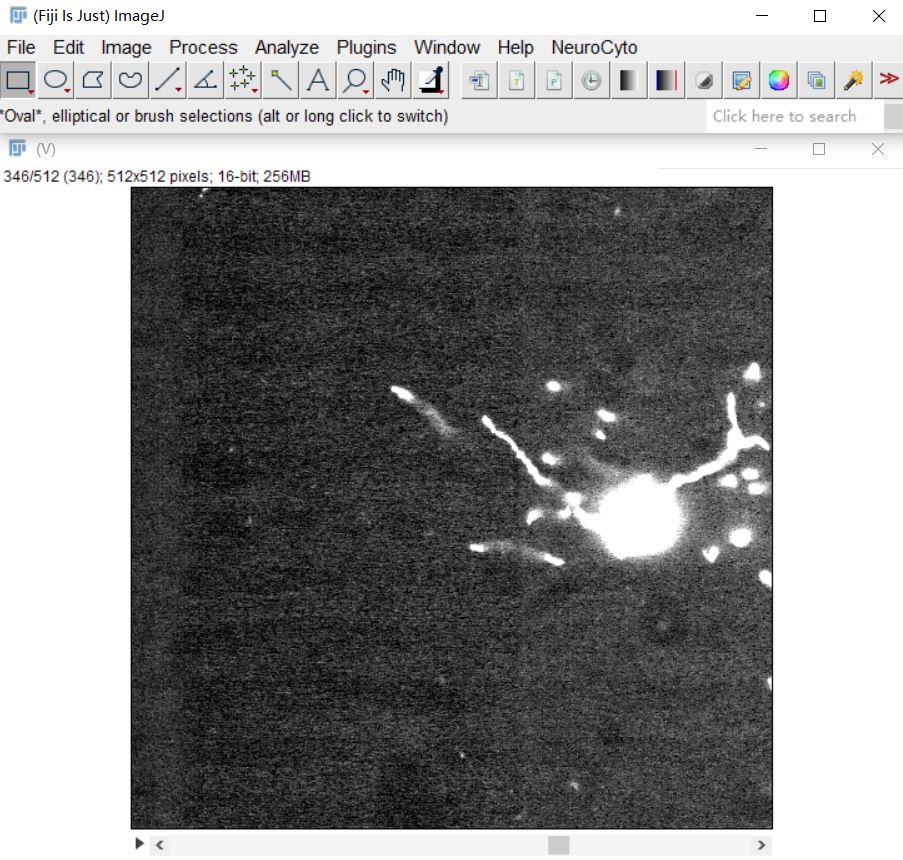 (Fiji Is Just) ImageJ
File Edit Image Process Analyze Plugins Window Help NeuroCyto
*Oval*, elliptical or brush selections (alt or long click to switch)
Click here to search
(V)
346/512 (346); 512x512 pixels; 16-bit; 256MB